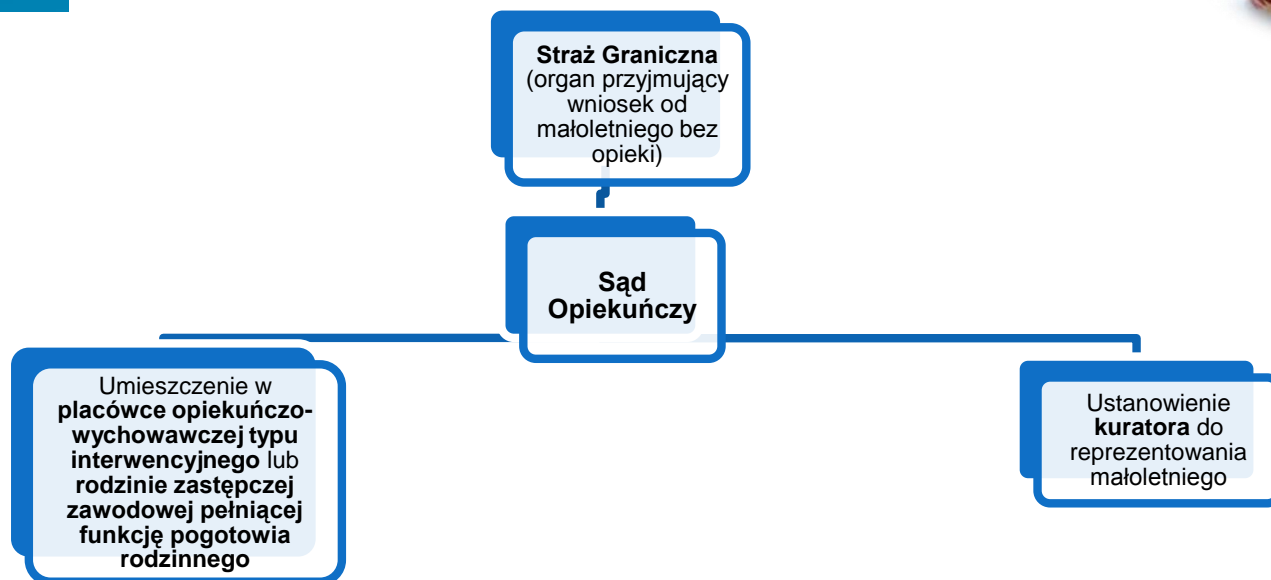 Straż Graniczna
(organ przyjmujący
wniosek od
małoletniego bez
opieki)
Sąd
Opiekuńczy
Umieszczenie w
placówce opiekuńczo-
wychowawczej typu
interwencyjnego lub
rodzinie zastępczej
zawodowej pełniącej
funkcję pogotowia
rodzinnego
Ustanowienie
kuratora do
reprezentowania
małoletniego